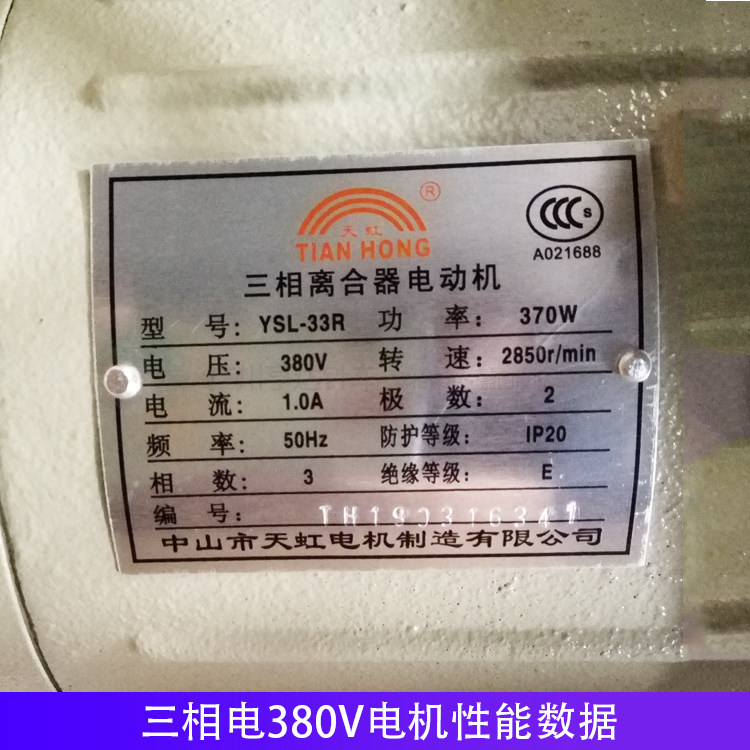 ®
CCC S
天虹
TIAN HONG
A021688
三相离合器电动机
型号: YSL-33R 功率: 370W
电压: 380V 转速: 2850r/min
电流: 1.0A 极数: 2
频率: 50Hz 防护等级: IP20
相数: 3 绝缘等级: E
编号: TH190316341
中山市天虹电机制造有限公司
三相电380V电机性能数据